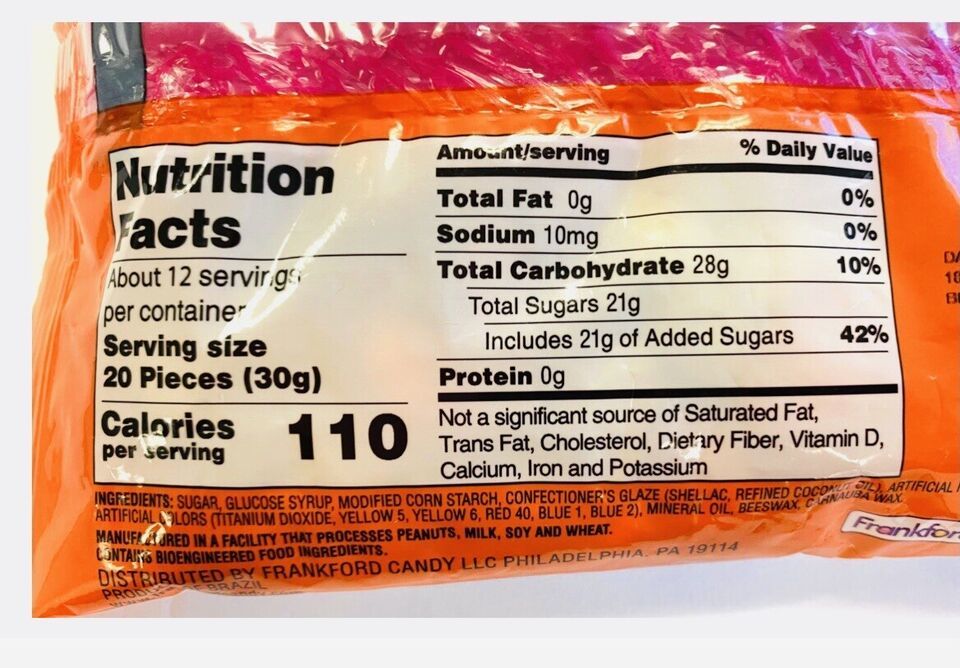 Nutrition
Facts
About 12 servings
per container
Serving size
20 Pieces (30g)
Calories
per serving
110
Amount/serving % Daily Value
Total Fat 0g 0%
Sodium 10mg 0%
Total Carbohydrate 28g 10%
Total Sugars 21g
Includes 21g of Added Sugars 42%
Protein 0g
Not a significant source of Saturated Fat,
Trans Fat, Cholesterol, Dietary Fiber, Vitamin D,
Calcium, Iron and Potassium
INGREDIENTS: SUGAR, GLUCOSE SYRUP, MODIFIED CORN STARCH, CONFECTIONER'S GLAZE (SHELLAC, REFINED COCONUT OIL), ARTIFICIAL
ARTIFICIAL COLORS (TITANIUM DIOXIDE, YELLOW 5, YELLOW 6, RED 40, BLUE 1, BLUE 2), MINERAL OIL, BEESWAX, CARNAUBA WAX.
MANUFACTURED IN A FACILITY THAT PROCESSES PEANUTS, MILK, SOY AND WHEAT.
CONTAINS BIOENGINEERED FOOD INGREDIENTS.
DISTRIBUTED BY FRANKFORD CANDY LLC PHILADELPHIA, PA 19114
PRODUCT OF BRAZIL
Frankfor